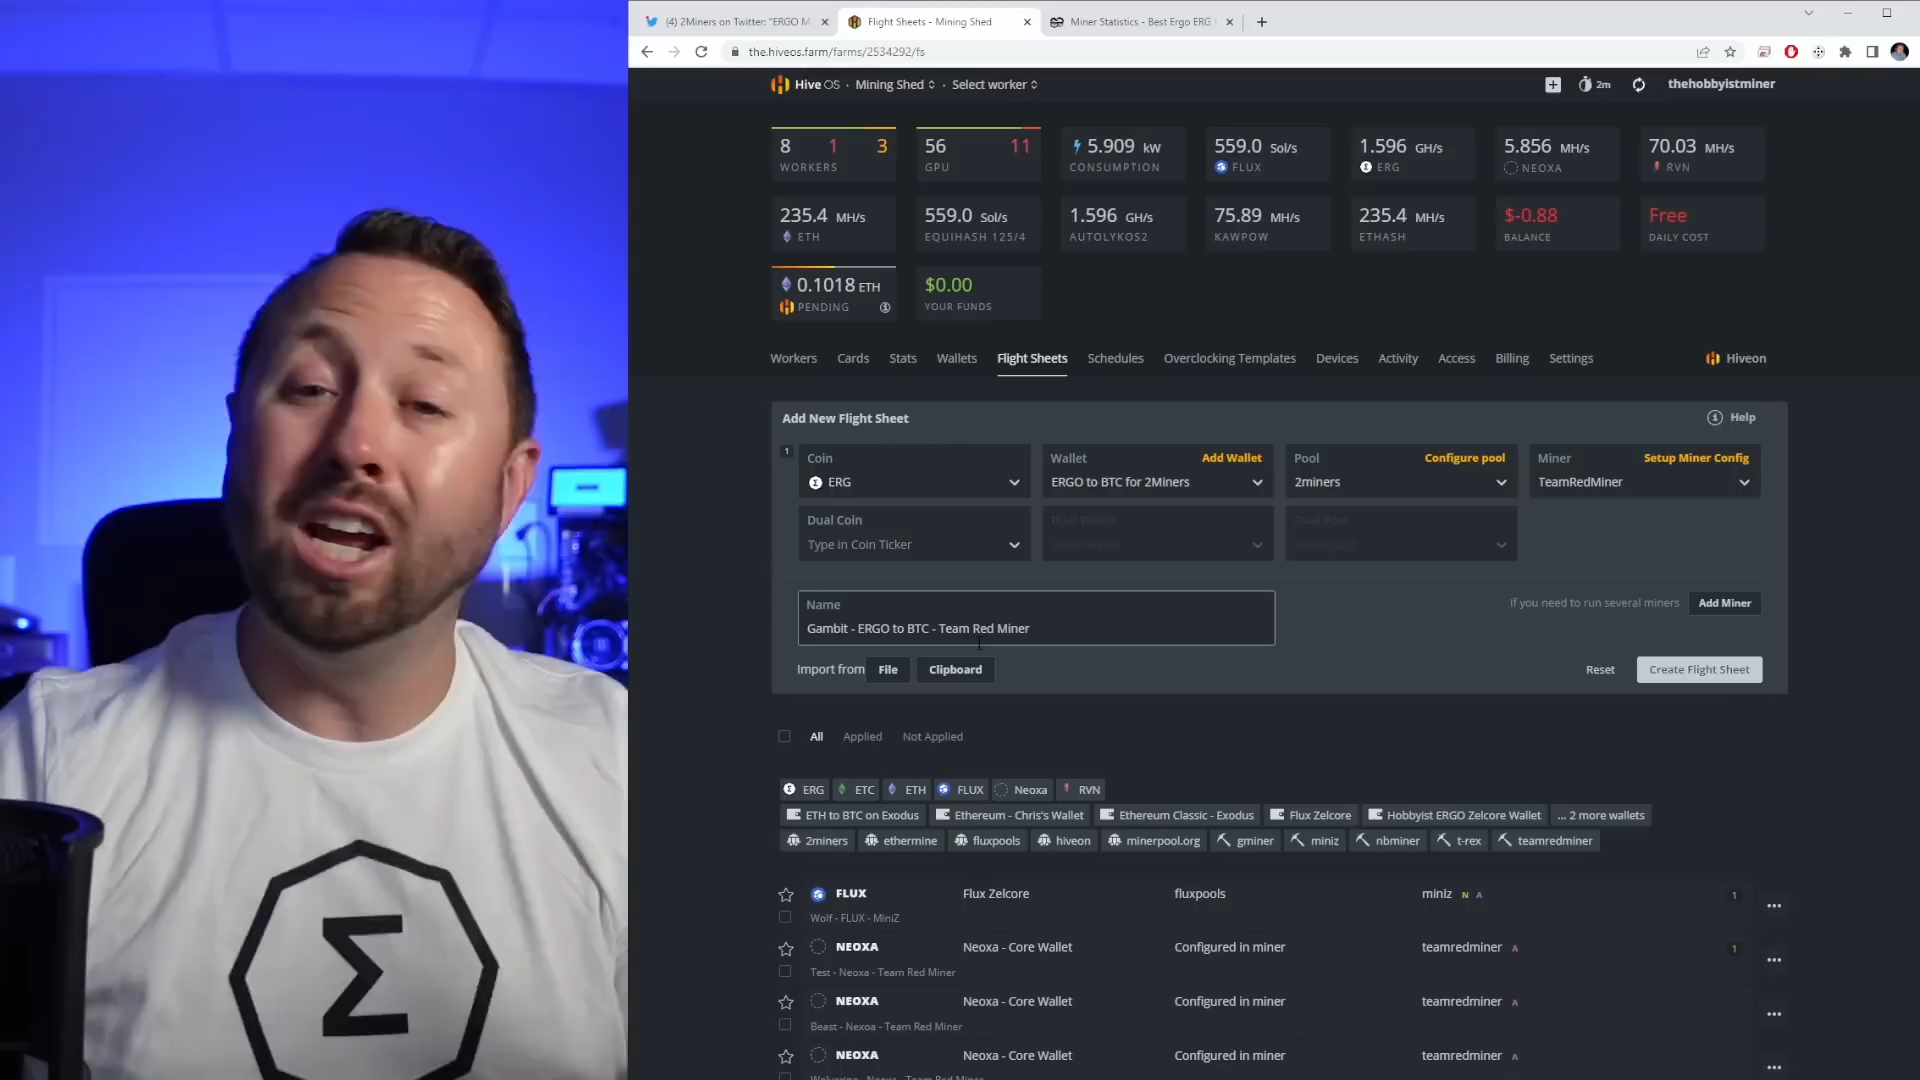 (4) 2Miners on Twitter: "ERGO M
Flight Sheets - Mining Shed
Miner Statistics - Best Ergo ERG
the.hiveos.farm/farms/2534292/fs
Hive OS · Mining Shed · Select worker
2m
thehobbyistminer
8 1 3
WORKERS
56 11
GPU
5.909 kW
CONSUMPTION
559.0 Sol/s
FLUX
1.596 GH/s
ERG
5.856 MH/s
NEOXA
70.03 MH/s
RVN
235.4 MH/s
ETH
559.0 Sol/s
EQUIHASH 125/4
1.596 GH/s
AUTOLYKOS2
75.89 MH/s
KAWPOW
235.4 MH/s
ETHASH
$-0.88
BALANCE
Free
DAILY COST
0.1018 ETH
PENDING
$0.00
YOUR FUNDS
Workers Cards Stats Wallets Flight Sheets Schedules Overclocking Templates Devices Activity Access Billing Settings Hiveon
Add New Flight Sheet
Help
1
Coin
ERG
Wallet Add Wallet
ERGO to BTC for 2Miners
Pool Configure pool
2miners
Miner Setup Miner Config
TeamRedMiner
Dual Coin
Type in Coin Ticker
Dual Wallet
Dual Pool
Name
Gambit - ERGO to BTC - Team Red Miner
If you need to run several miners Add Miner
Import from File Clipboard
Reset Create Flight Sheet
All Applied Not Applied
ERG ETC ETH FLUX Neoxa RVN
ETH to BTC on Exodus Ethereum - Chris's Wallet Ethereum Classic - Exodus Flux Zelcore Hobbyist ERGO Zelcore Wallet ... 2 more wallets
2miners ethermine fluxpools hiveon minerpool.org gminer miniz nbminer t-rex teamredminer
FLUX Flux Zelcore fluxpools miniz N A 1
Wolf - FLUX - MiniZ
NEOXA Neoxa - Core Wallet Configured in miner teamredminer A 1
Test - Neoxa - Team Red Miner
NEOXA Neoxa - Core Wallet Configured in miner teamredminer A
Beast - Nexoa - Team Red Miner
NEOXA Neoxa - Core Wallet Configured in miner teamredminer A
Σ